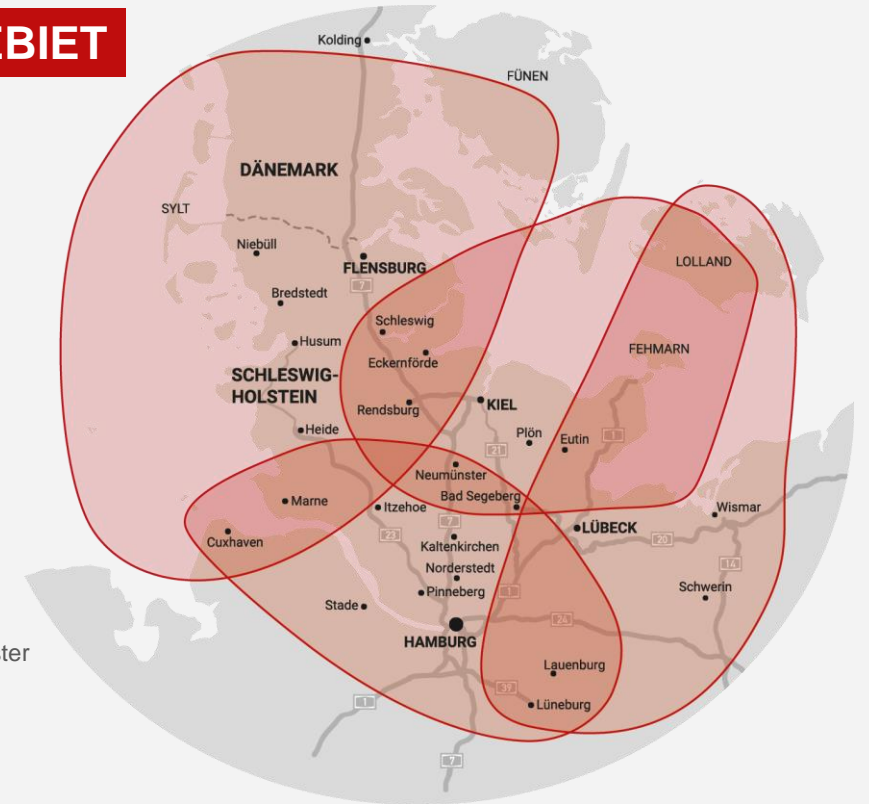 EBIET
Kolding
FÜNEN
DÄNEMARK
SYLT
Niebüll
FLENSBURG
LOLLAND
7
Bredstedt
Schleswig
Husum
FEHMARN
Eckernförde
SCHLESWIG-
HOLSTEIN
Rendsburg
KIEL
Heide
Plön
Eutin
1
21
Neumünster
Bad Segeberg
Marne
Itzehoe
Wismar
7
LÜBECK
Cuxhaven
23
Kaltenkirchen
20
Norderstedt
14
Pinneberg
1
Schwerin
Stade
24
HAMBURG
ter
Lauenburg
39
Lüneburg
1
7